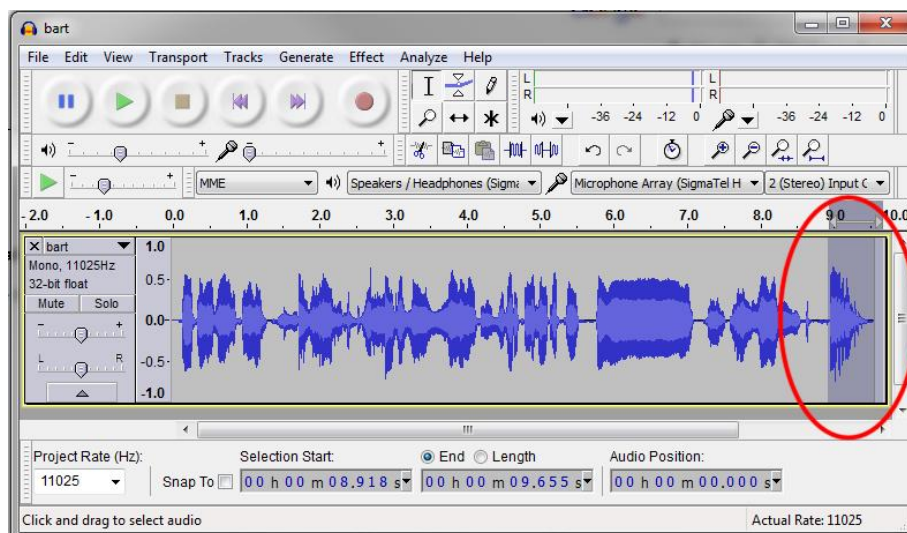 bart
File Edit View Transport Tracks Generate Effect Analyze Help
L
R
-36 -24 -12 0
L
R
-36 -24 -12 0
- +
- +
- + MME Speakers / Headphones (Sigma Microphone Array (SigmaTel H 2 (Stereo) Input C
- 2.0 - 1.0 0.0 1.0 2.0 3.0 4.0 5.0 6.0 7.0 8.0 9.0 10.0
bart
Mono, 11025Hz
32-bit float
Mute Solo
- +
L R
1.0
0.5-
0.0-
-0.5-
-1.0
Project Rate (Hz): Selection Start: End Length Audio Position:
11025 Snap To 00 h 00 m 08.918 s 00 h 00 m 09.655 s 00 h 00 m 00.000 s
Click and drag to select audio Actual Rate: 11025